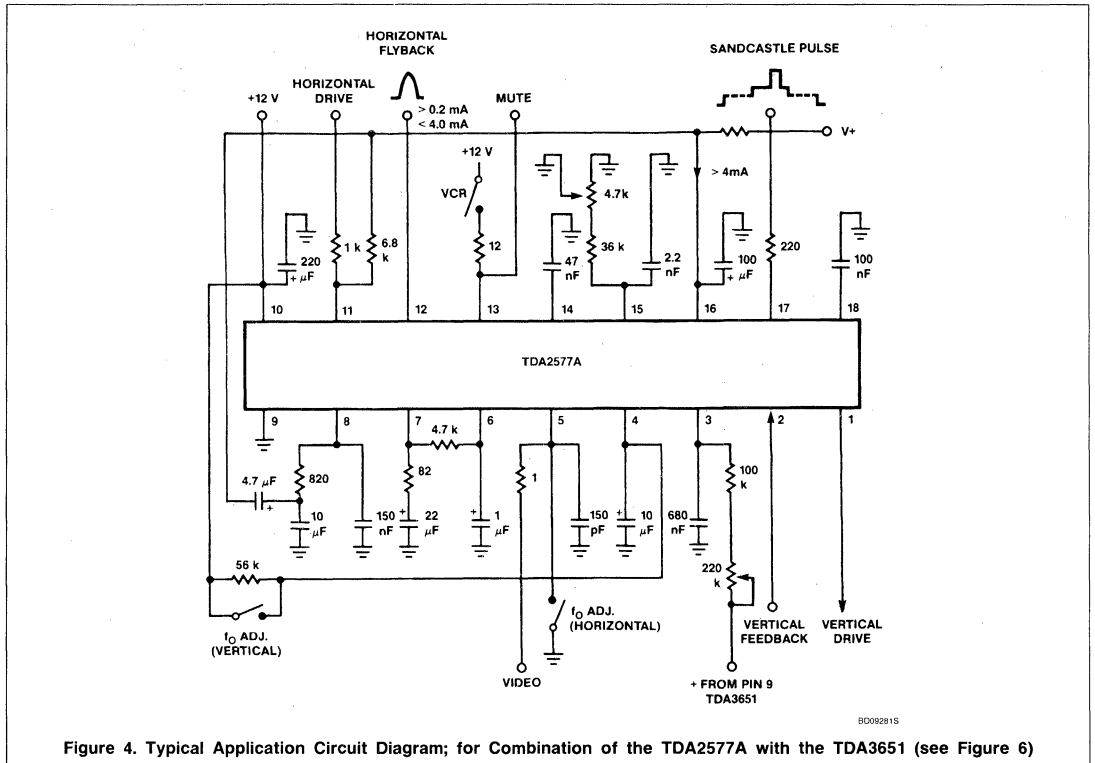 HORIZONTAL
FLYBACK
SANDCASTLE PULSE
HORIZONTAL
DRIVE
+12 V
> 0.2 mA
< 4.0 mA
MUTE
V+
+12 V
VCR
> 4mA
4.7k
220
+ μF
1 k
6.8
k
12
47
nF
36 k
2.2
nF
100
+ μF
220
100
nF
10
11
12
13
14
15
16
17
18
TDA2577A
9
8
7
6
5
4
3
2
1
4.7 k
4.7 μF
+
820
82
1
100
k
10
μF
150
nF
+
22
μF
+
1
μF
150
pF
+
10
μF
680
nF
220
k
56 k
fO ADJ.
(VERTICAL)
fO ADJ.
(HORIZONTAL)
VERTICAL
FEEDBACK
VERTICAL
DRIVE
VIDEO
+ FROM PIN 9
TDA3651
BD09281S
Figure 4. Typical Application Circuit Diagram; for Combination of the TDA2577A with the TDA3651 (see Figure 6)